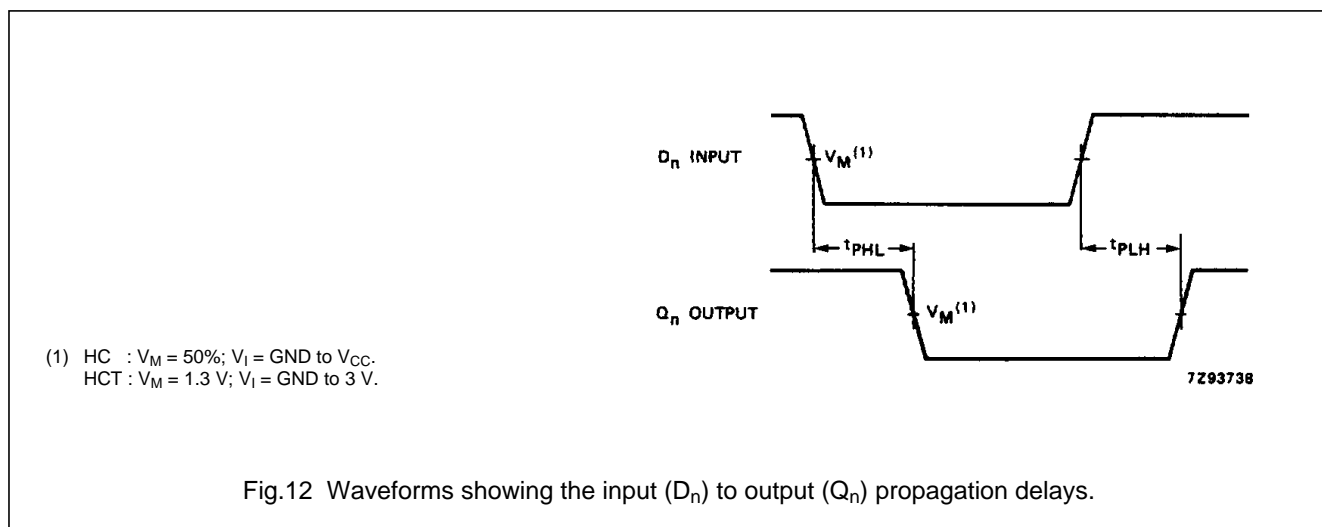 Dn INPUT
VM(1)
tPHL
tPLH
Qn OUTPUT
VM(1)
(1) HC : VM = 50%; VI = GND to VCC.
HCT : VM = 1.3 V; VI = GND to 3 V.
7Z93738
Fig.12 Waveforms showing the input (Dn) to output (Qn) propagation delays.